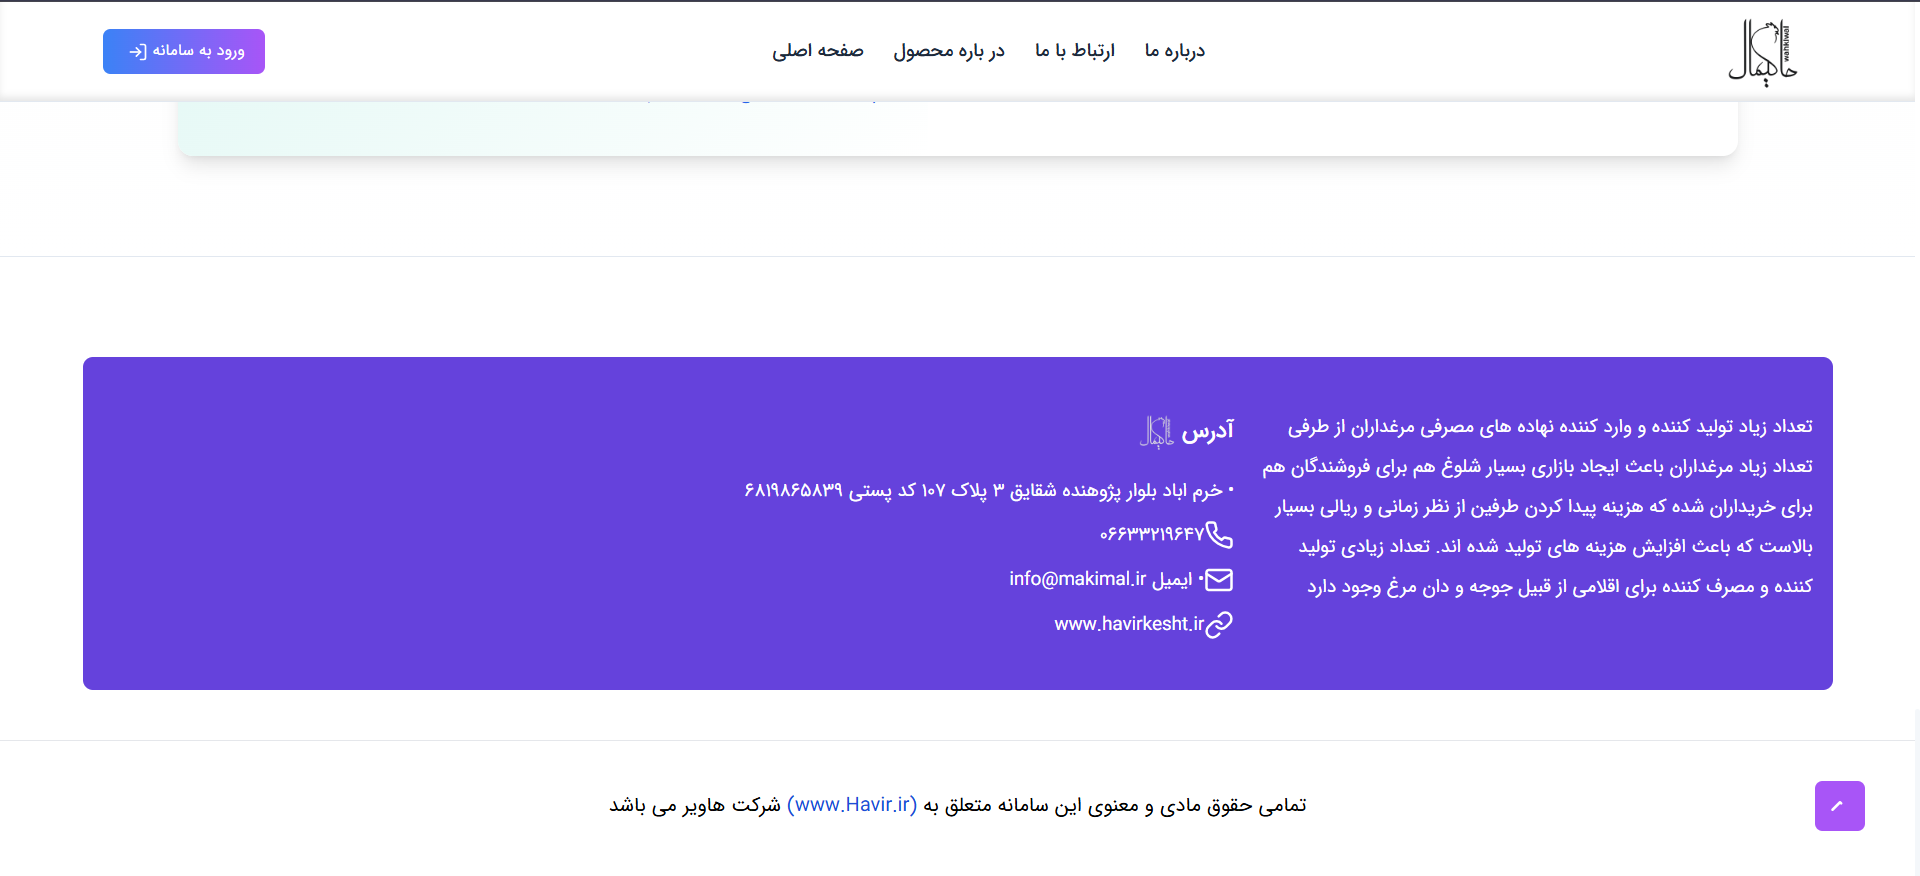 درباره ما
ارتباط با ما
در باره محصول
صفحه اصلی
ورود به سامانه
تعداد زیاد تولید کننده و وارد کننده نهاده های مصرفی مرغداران از طرفی
تعداد زیاد مرغداران باعث ایجاد بازاری بسیار شلوغ هم برای فروشندگان هم
برای خریداران شده که هزینه پیدا کردن طرفین از نظر زمانی و ریالی بسیار
بالاست که باعث افزایش هزینه های تولید شده اند. تعداد زیادی تولید
کننده و مصرف کننده برای اقلامی از قبیل جوجه و دان مرغ وجود دارد
آدرس
• خرم اباد بلوار پژوهنده شقایق ۳ پلاک ۱۰۷ کد پستی ۶۸۱۹۸۶۵۸۳۹
۰۶۶۳۳۲۱۹۶۴۷
• ایمیل info@makimal.ir
www.havirkesht.ir
تمامی حقوق مادی و معنوی این سامانه متعلق به (www.Havir.ir) شرکت هاویر می باشد